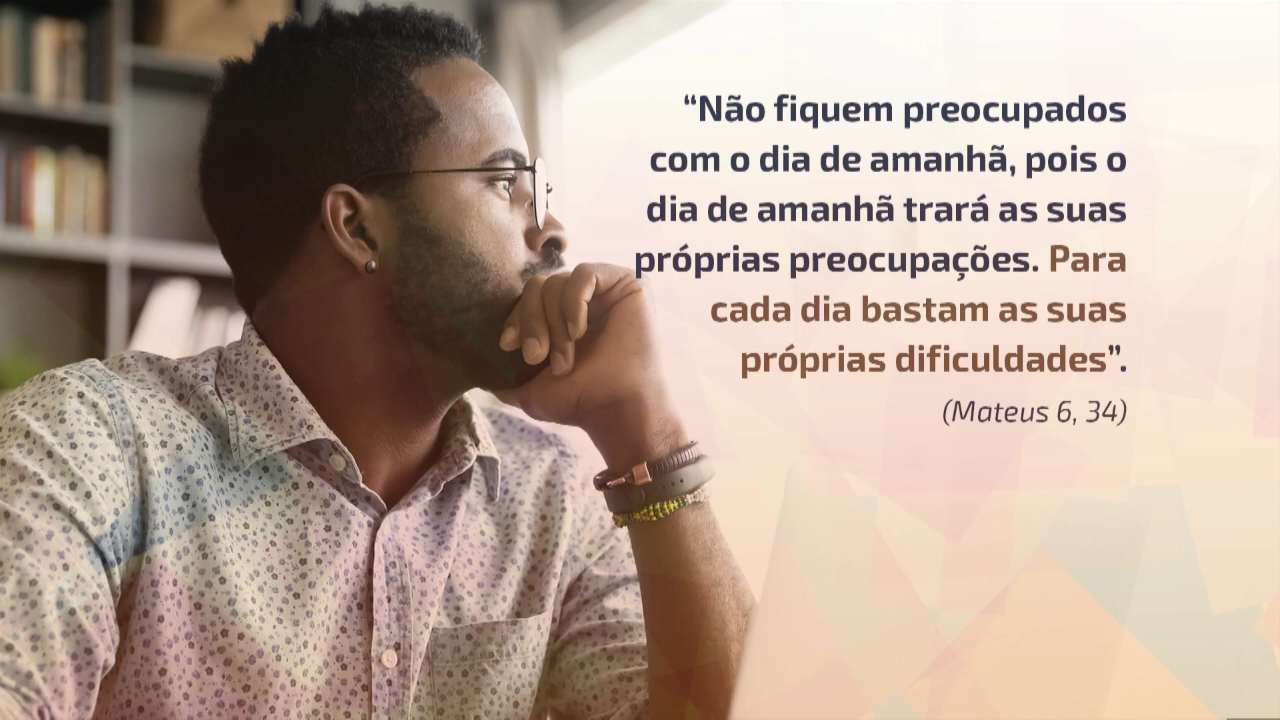 “Não fiquem preocupados
com o dia de amanhã, pois o
dia de amanhã trará as suas
próprias preocupações. Para
cada dia bastam as suas
próprias dificuldades”.
(Mateus 6, 34)